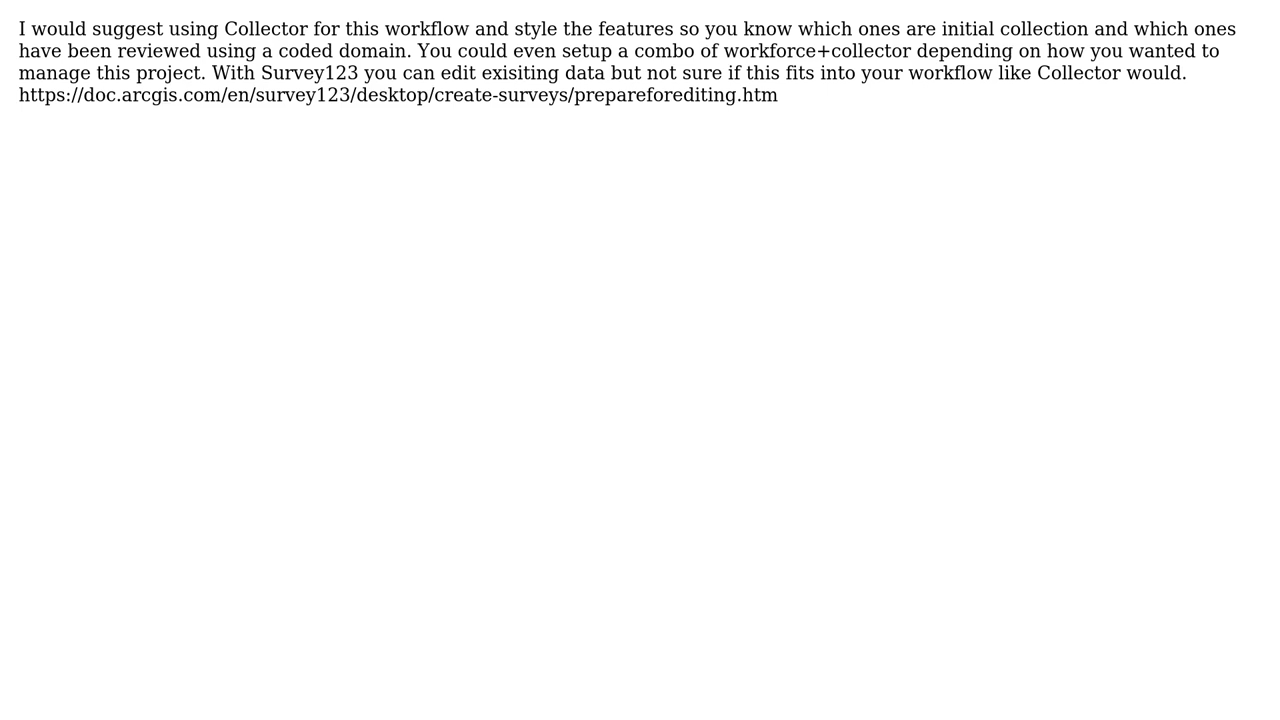 I would suggest using Collector for this workflow and style the features so you know which ones are initial collection and which ones
have been reviewed using a coded domain. You could even setup a combo of workforce+collector depending on how you wanted to
manage this project. With Survey123 you can edit exisiting data but not sure if this fits into your workflow like Collector would.
https://doc.arcgis.com/en/survey123/desktop/create-surveys/prepareforediting.htm